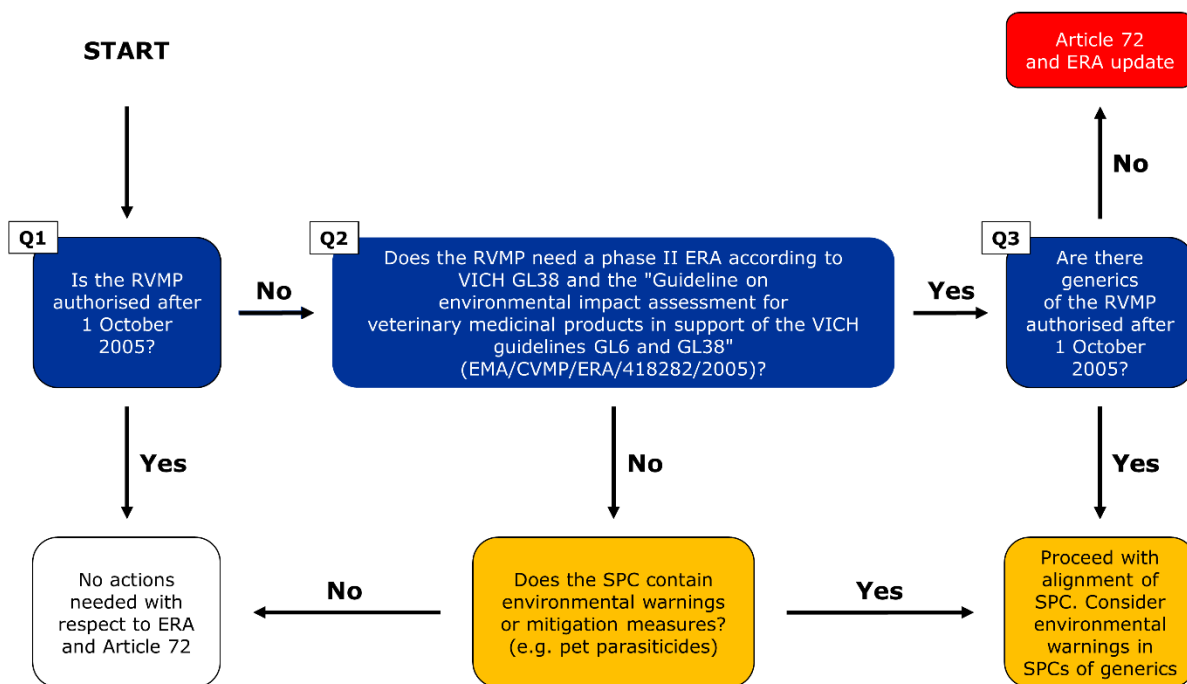 START
Article 72
and ERA update
No
Q1
Is the RVMP
authorised after
1 October
2005?
No
Q2
Does the RVMP need a phase II ERA according to
VICH GL38 and the "Guideline on
environmental impact assessment for
veterinary medicinal products in support of the VICH
guidelines GL6 and GL38"
(EMA/CVMP/ERA/418282/2005)?
Yes
Q3
Are there
generics
of the RVMP
authorised after
1 October
2005?
Yes
No
Yes
No actions
needed with
respect to ERA
and Article 72
No
Does the SPC contain
environmental warnings
or mitigation measures?
(e.g. pet parasiticides)
Yes
Proceed with
alignment of
SPC. Consider
environmental
warnings in
SPCs of generics